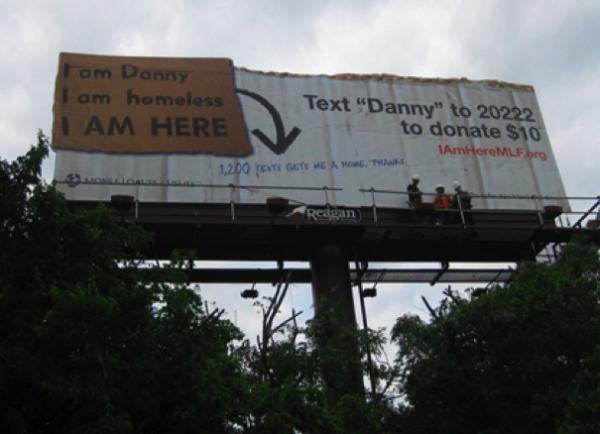 I am Danny
I am homeless
I AM HERE
Text "Danny" to 20222
to donate $10
IAmHereMLF.org
1,200 TEXTS GETS ME A HOME. THANKS.
Reagan